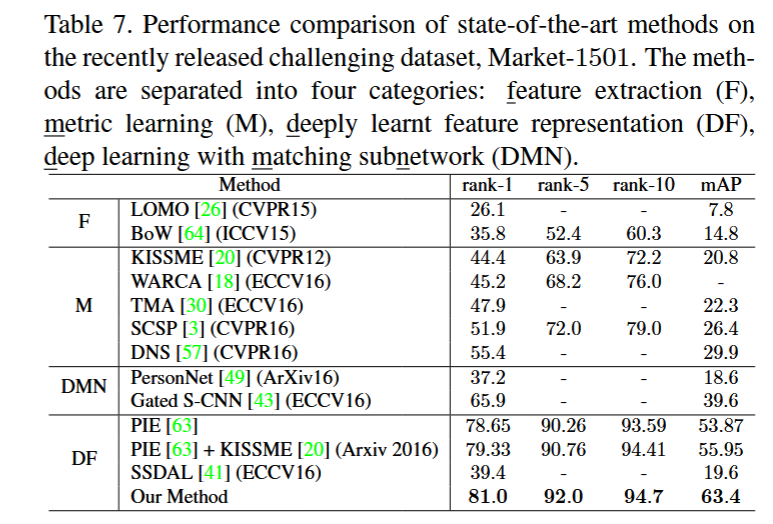 Table 7. Performance comparison of state-of-the-art methods on
the recently released challenging dataset, Market-1501. The meth-
ods are separated into four categories: feature extraction (F),
metric learning (M), deeply learnt feature representation (DF),
deep learning with matching subnetwork (DMN).
Method rank-1 rank-5 rank-10 mAP
F
LOMO [26] (CVPR15) 26.1 - - 7.8
BoW [64] (ICCV15) 35.8 52.4 60.3 14.8
M
KISSME [20] (CVPR12) 44.4 63.9 72.2 20.8
WARCA [18] (ECCV16) 45.2 68.2 76.0 -
TMA [30] (ECCV16) 47.9 - - 22.3
SCSP [3] (CVPR16) 51.9 72.0 79.0 26.4
DNS [57] (CVPR16) 55.4 - - 29.9
DMN
PersonNet [49] (ArXiv16) 37.2 - - 18.6
Gated S-CNN [43] (ECCV16) 65.9 - - 39.6
DF
PIE [63] 78.65 90.26 93.59 53.87
PIE [63] + KISSME [20] (Arxiv 2016) 79.33 90.76 94.41 55.95
SSDAL [41] (ECCV16) 39.4 - - 19.6
Our Method 81.0 92.0 94.7 63.4